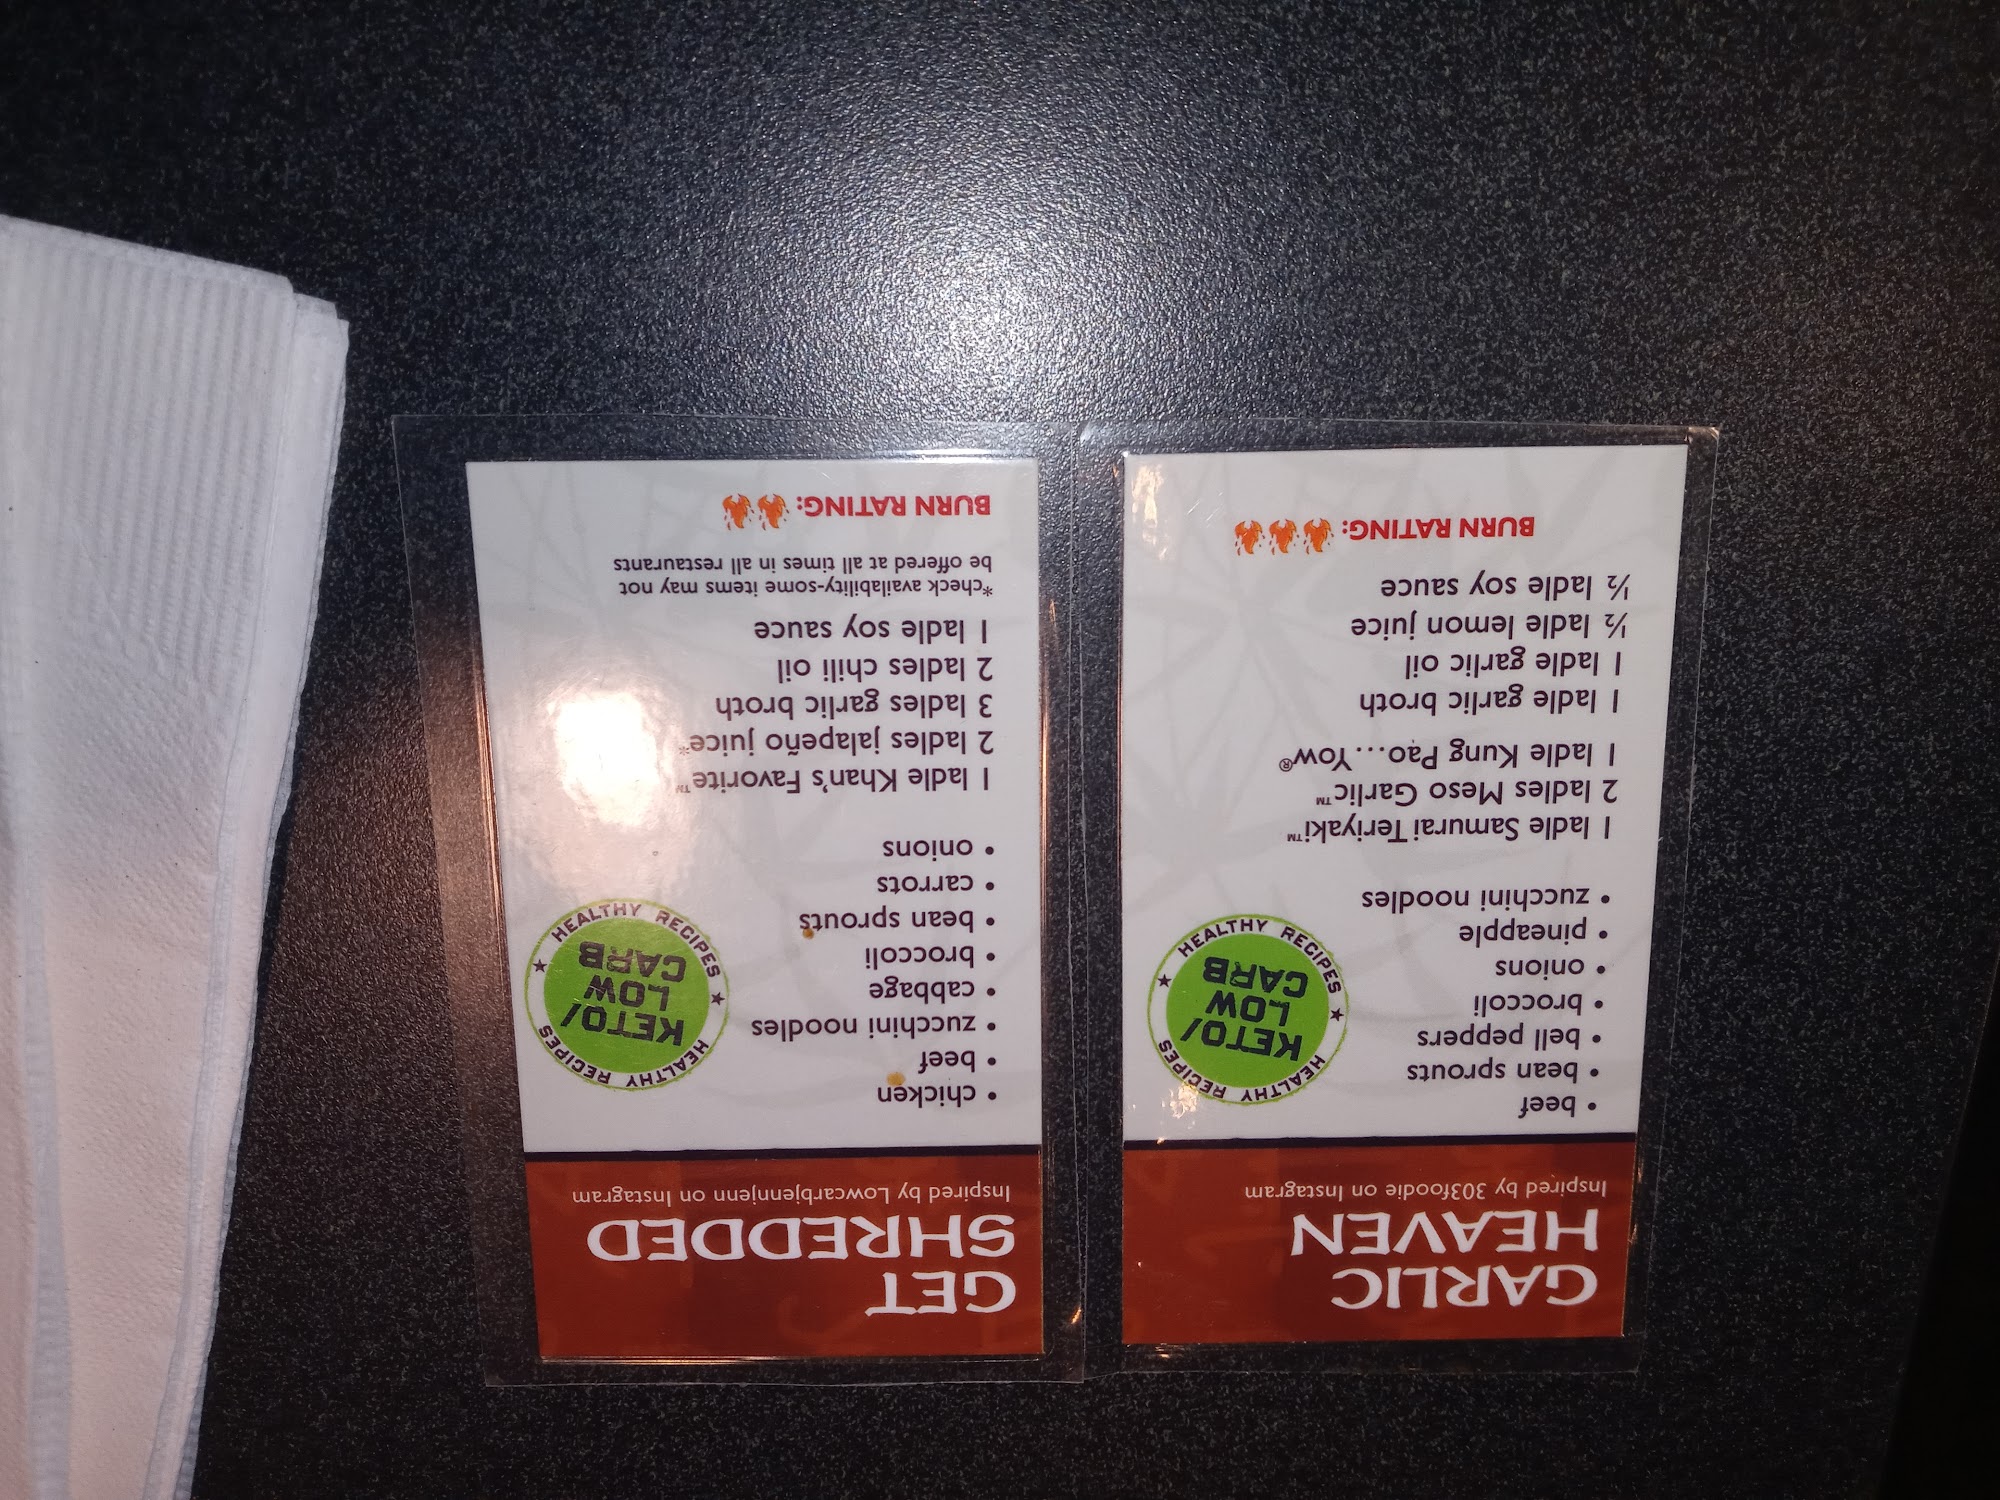 GARLIC
HEAVEN
Inspired by 303foodie on Instagram
• beef
• bean sprouts
• bell peppers
• broccoli
• onions
• pineapple
• zucchini noodles
HEALTHY RECIPES
KETO/
LOW
CARB
HEALTHY RECIPES
1 ladle Samurai Teriyaki™
2 ladles Meso Garlic™
1 ladle Kung Pao...Yow®
1 ladle garlic broth
1 ladle garlic oil
½ ladle lemon juice
½ ladle soy sauce
BURN RATING:
GET
SHREDDED
Inspired by Lowcarbjennjenn on Instagram
• chicken
• beef
• zucchini noodles
• cabbage
• broccoli
• bean sprouts
• carrots
• onions
HEALTHY RECIPES
KETO/
LOW
CARB
HEALTHY RECIPES
1 ladle Khan's Favorite™
2 ladles jalapeño juice*
3 ladles garlic broth
2 ladles chili oil
1 ladle soy sauce
*check availability-some items may not
be offered at all times in all restaurants
BURN RATING: